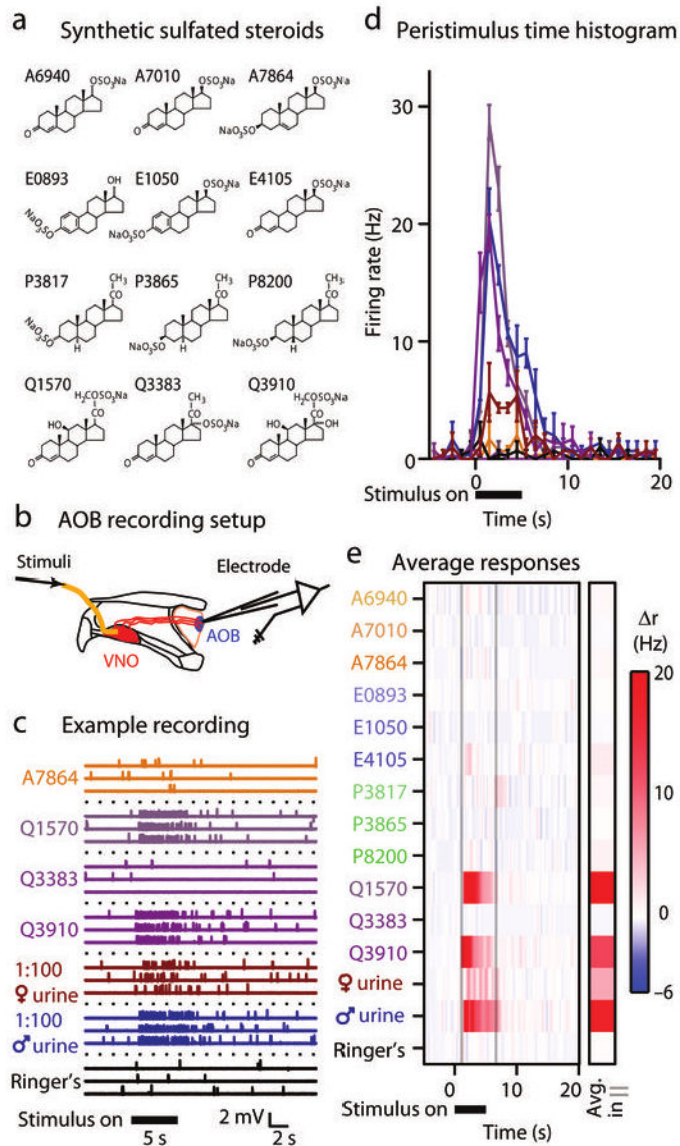 a Synthetic sulfated steroids
A6940 A7010 A7864
OSO3Na OSO3Na OSO3Na
O O NaO3SO
E0893 E1050 E4105
OH OSO3Na OSO3Na
NaO3SO NaO3SO O
P3817 P3865 P8200
CH3 CH3 CH3
CO CO CO
NaO3SO H NaO3SO H NaO3SO H
Q1570 Q3383 Q3910
H2COSO3Na CH3 H2COSO3Na
CO CO CO
HO OSO3Na HO OH
O O O
b AOB recording setup
Stimuli
Electrode
VNO
AOB
c Example recording
A7864
Q1570
Q3383
Q3910
1:100
♀ urine
1:100
♂ urine
Ringer's
Stimulus on
5 s
2 mV
2 s
d Peristimulus time histogram
Firing rate (Hz)
30
20
10
0
0 10 20
Stimulus on
Time (s)
e Average responses
A6940
A7010
A7864
E0893
E1050
E4105
P3817
P3865
P8200
Q1570
Q3383
Q3910
♀ urine
♂ urine
Ringer's
0 10 20
Stimulus on
Time (s)
Avg.
in ||
Δr
(Hz)
20
10
0
−6